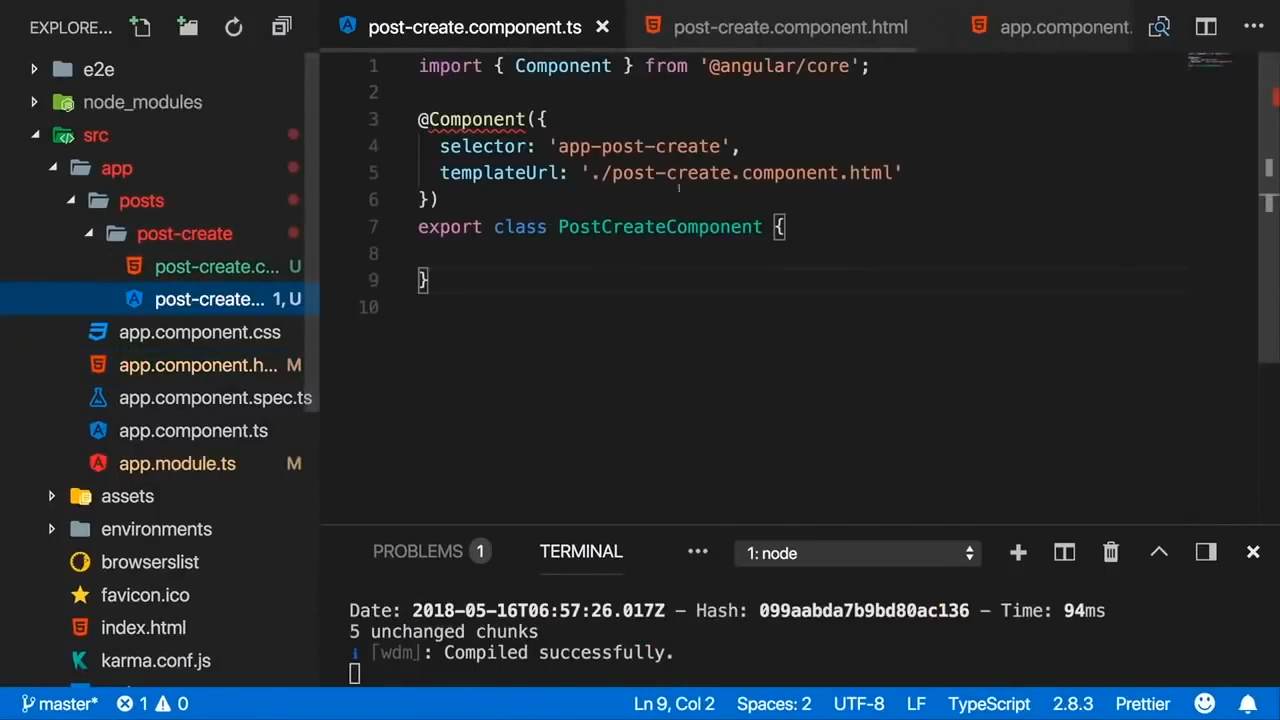 EXPLORE...
e2e
node_modules
src
app
posts
post-create
post-create.c... U
post-create... 1, U
app.component.css
app.component.h... M
app.component.spec.ts
app.component.ts
app.module.ts M
assets
environments
browserslist
favicon.ico
index.html
karma.conf.js
post-create.component.ts
post-create.component.html
app.component.
1 import { Component } from '@angular/core';
2
3 @Component({
4 selector: 'app-post-create',
5 templateUrl: './post-create.component.html'
6 })
7 export class PostCreateComponent {
8
9 }
10
PROBLEMS 1 TERMINAL ... 1: node
Date: 2018-05-16T06:57:26.017Z – Hash: 099aabda7b9bd80ac136 – Time: 94ms
5 unchanged chunks
i ｢wdm｣: Compiled successfully.
master* 1 0 Ln 9, Col 2 Spaces: 2 UTF-8 LF TypeScript 2.8.3 Prettier